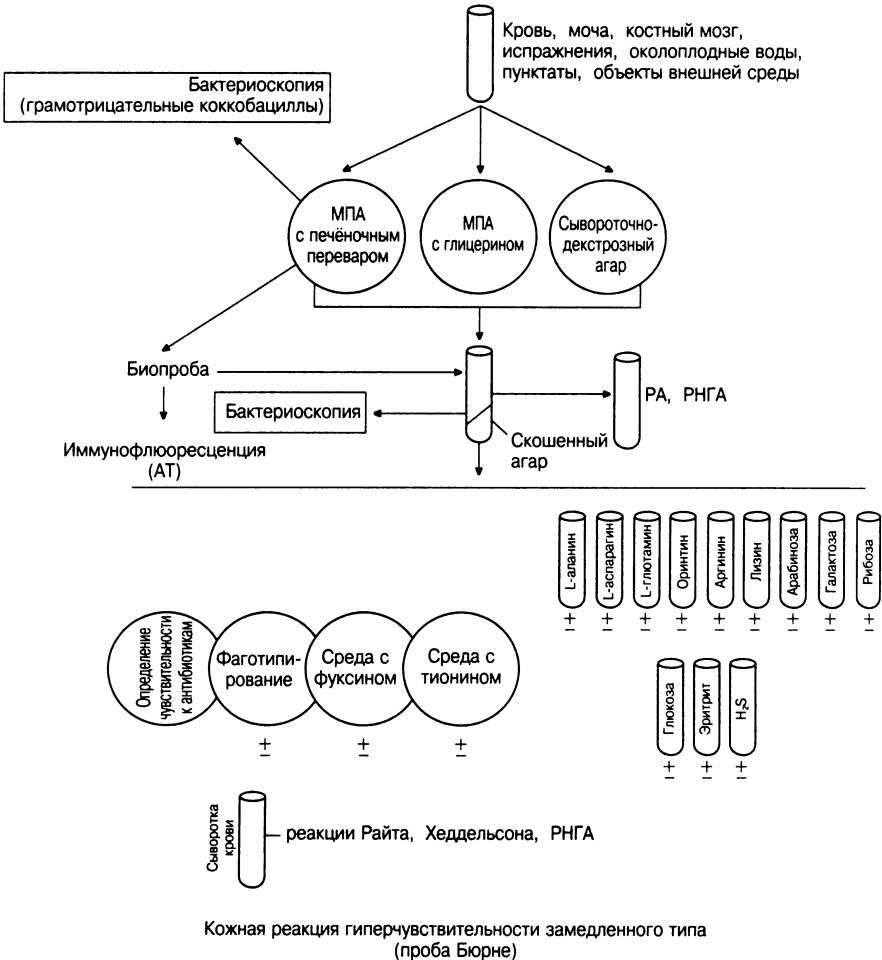 Кровь, моча, костный мозг,
испражнения, околоплодные воды,
пунктаты, объекты внешней среды
Бактериоскопия
(грамотрицательные коккобациллы)
МПА
с печёночным
переваром
МПА
с глицерином
Сывороточно-
декстрозный
агар
Биопроба
РА, РНГА
Бактериоскопия
Скошенный
агар
Иммунофлюоресценция
(АТ)
L-аланин
L-аспарагин
L-глютамин
Оринтин
Аргинин
Лизин
Арабиноза
Галактоза
Рибоза
± ± ± ± ± ± ± ± ±
Определение
чувствительности
к антибиотикам
Фаготипи-
рование
Среда с
фуксином
Среда с
тионином
± ± ±
Глюкоза
Эритрит
H₂S
± ± ±
Сыворотка
крови
реакции Райта, Хеддельсона, РНГА
Кожная реакция гиперчувствительности замедленного типа
(проба Бюрне)